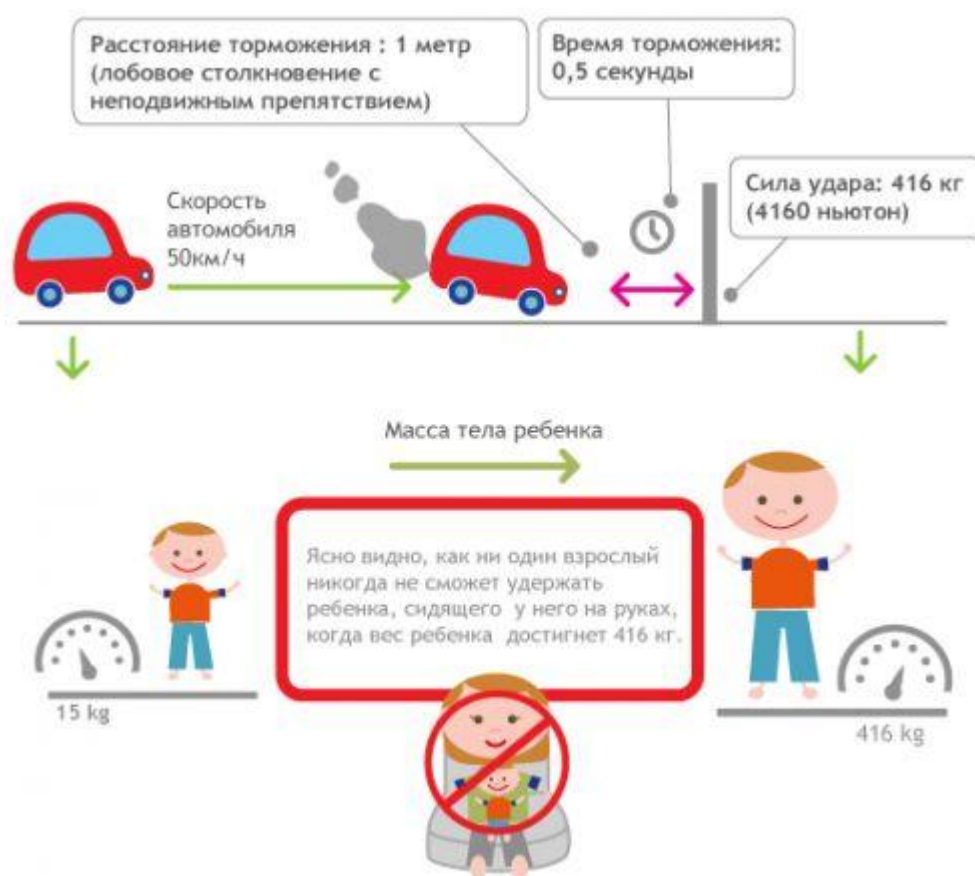 Расстояние торможения : 1 метр
(лобовое столкновение с
неподвижным препятствием)
Время торможения:
0,5 секунды
Сила удара: 416 кг
(4160 ньютон)
Скорость
автомобиля
50км/ч
Масса тела ребенка
Ясно видно, как ни один взрослый
никогда не сможет удержать
ребенка, сидящего у него на руках,
когда вес ребенка достигнет 416 кг.
15 kg
416 kg